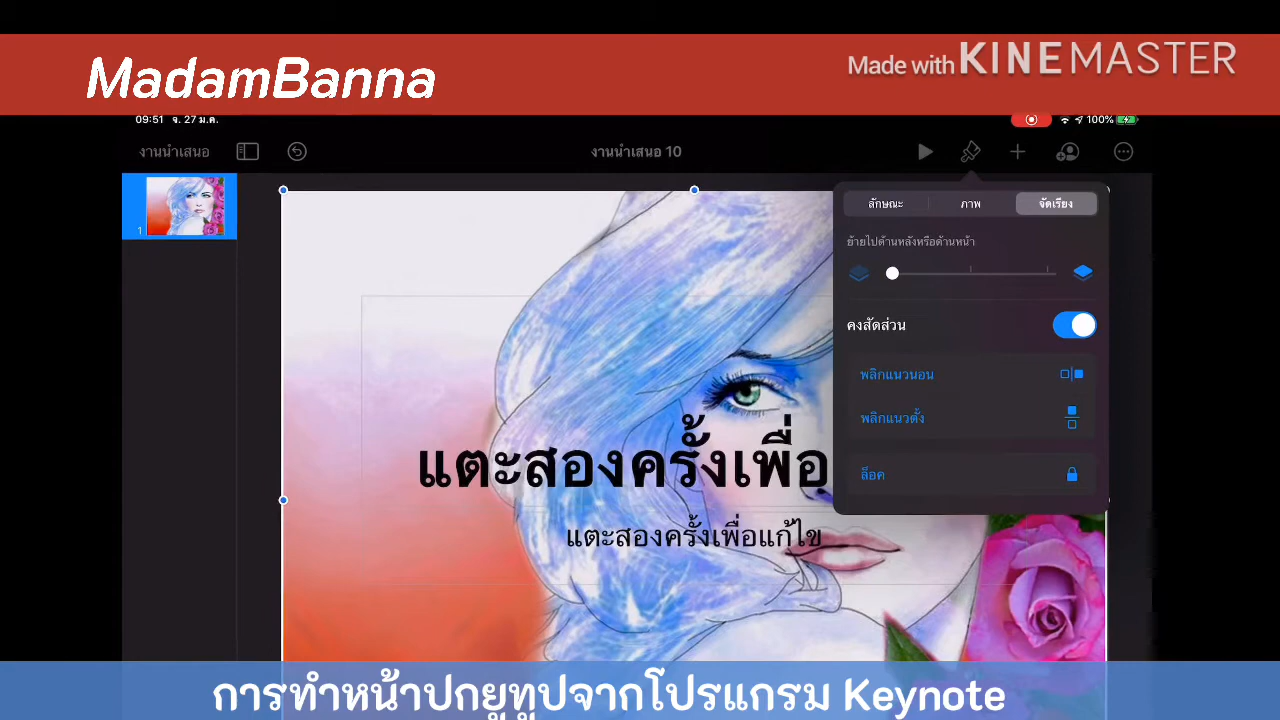 MadamBanna
Made with KINEMASTER
09:51 จ. 27 ม.ค.
100%
งานนำเสนอ
งานนำเสนอ 10
1
ลักษณะ
ภาพ
จัดเรียง
ย้ายไปด้านหลังหรือด้านหน้า
คงสัดส่วน
พลิกแนวนอน
พลิกแนวตั้ง
ล็อค
แตะสองครั้งเพื่อ
แตะสองครั้งเพื่อแก้ไข
การทำหน้าปกยูทูปจากโปรแกรม Keynote